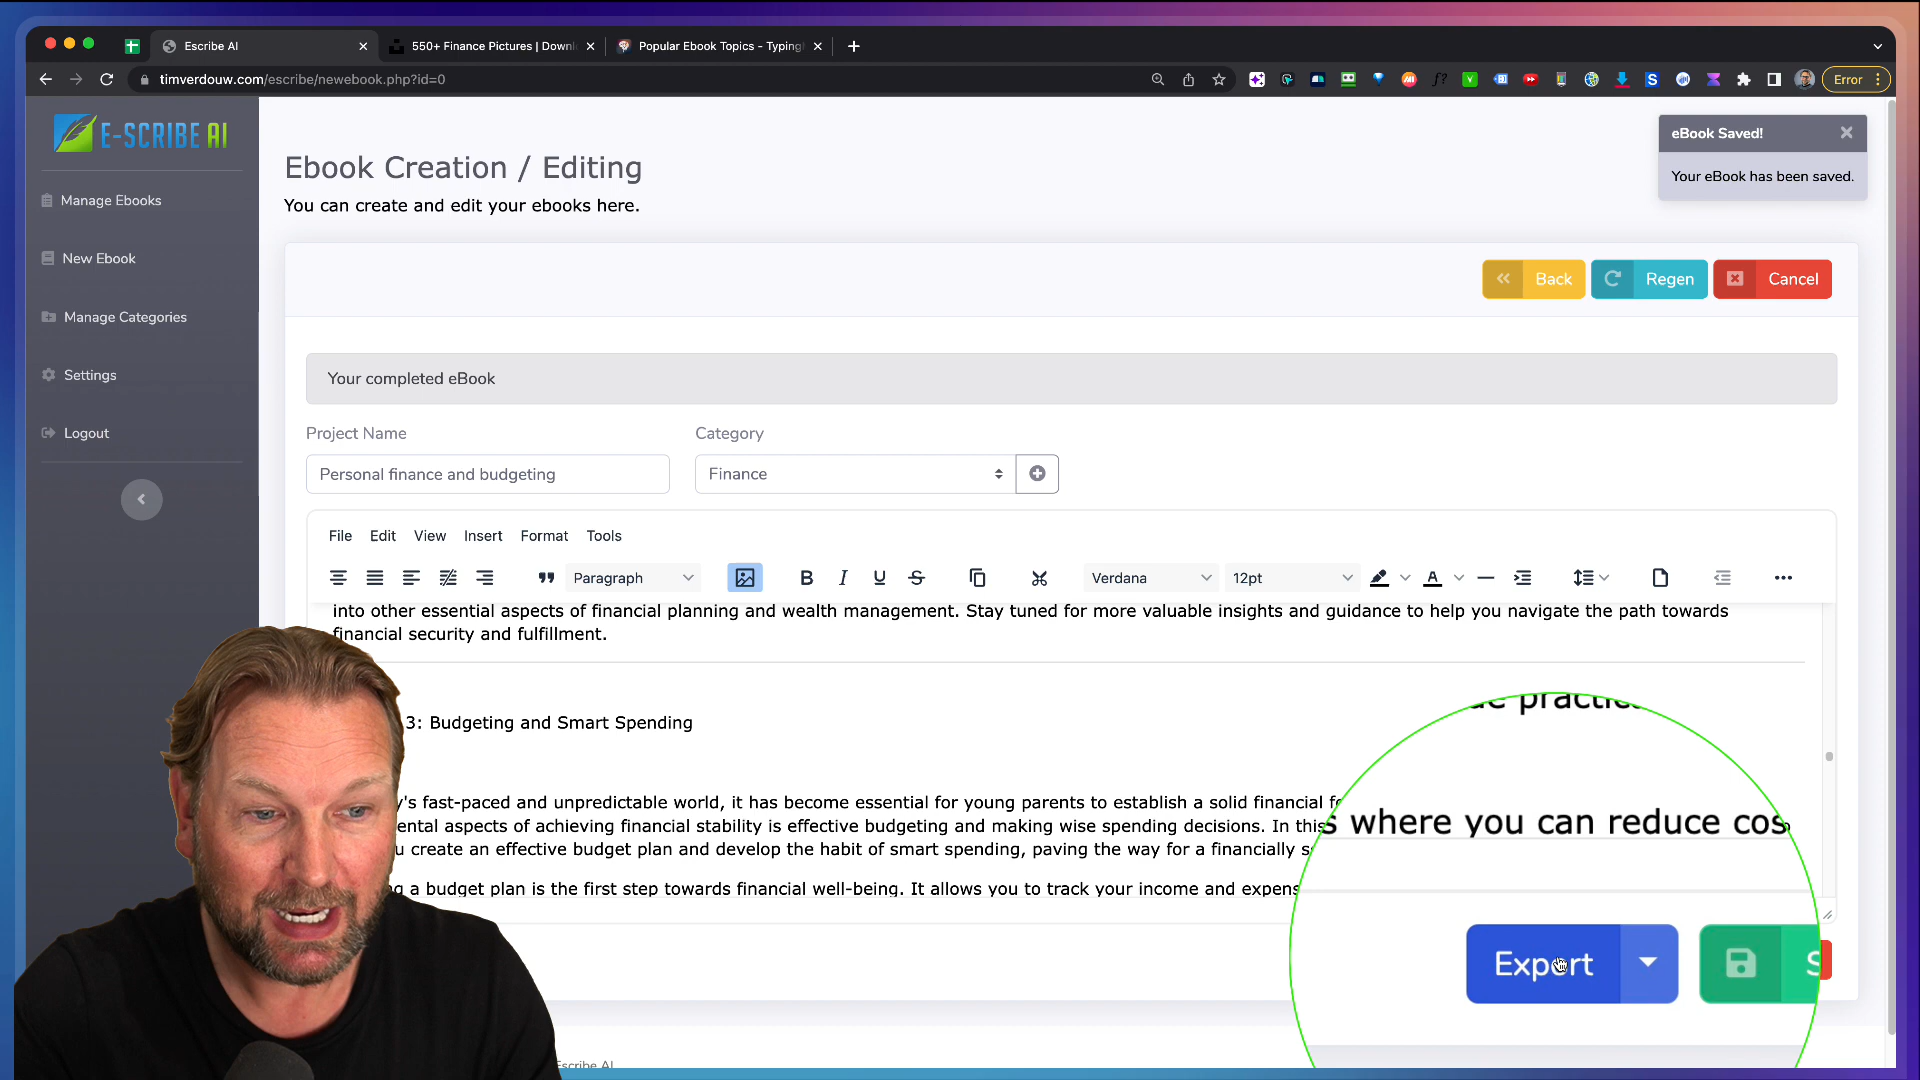 Escribe AI
550+ Finance Pictures | Downl
Popular Ebook Topics - Typing
timverdouw.com/escribe/newebook.php?id=0
Error
E-SCRIBE AI
Manage Ebooks
New Ebook
Manage Categories
Settings
Logout
eBook Saved!
Your eBook has been saved.
Ebook Creation / Editing
You can create and edit your ebooks here.
Back
Regen
Cancel
Your completed eBook
Project Name
Category
Personal finance and budgeting
Finance
File Edit View Insert Format Tools
Paragraph
B I U S
Verdana
12pt
A
into other essential aspects of financial planning and wealth management. Stay tuned for more valuable insights and guidance to help you navigate the path towards
financial security and fulfillment.
3: Budgeting and Smart Spending
y's fast-paced and unpredictable world, it has become essential for young parents to establish a solid financial
ental aspects of achieving financial stability is effective budgeting and making wise spending decisions. In this
u create an effective budget plan and develop the habit of smart spending, paving the way for a financially
g a budget plan is the first step towards financial well-being. It allows you to track your income and expens
practic
s where you can reduce cos
Export
S
Escribe AI